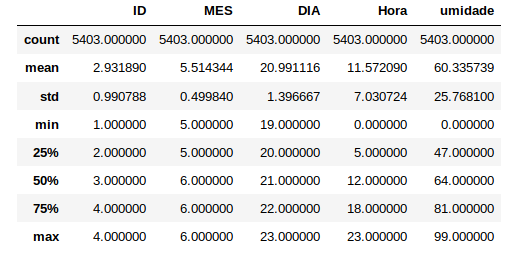 ID MES DIA Hora umidade
count 5403.000000 5403.000000 5403.000000 5403.000000 5403.000000
mean 2.931890 5.514344 20.991116 11.572090 60.335739
std 0.990788 0.499840 1.396667 7.030724 25.768100
min 1.000000 5.000000 19.000000 0.000000 0.000000
25% 2.000000 5.000000 20.000000 5.000000 47.000000
50% 3.000000 6.000000 21.000000 12.000000 64.000000
75% 4.000000 6.000000 22.000000 18.000000 81.000000
max 4.000000 6.000000 23.000000 23.000000 99.000000